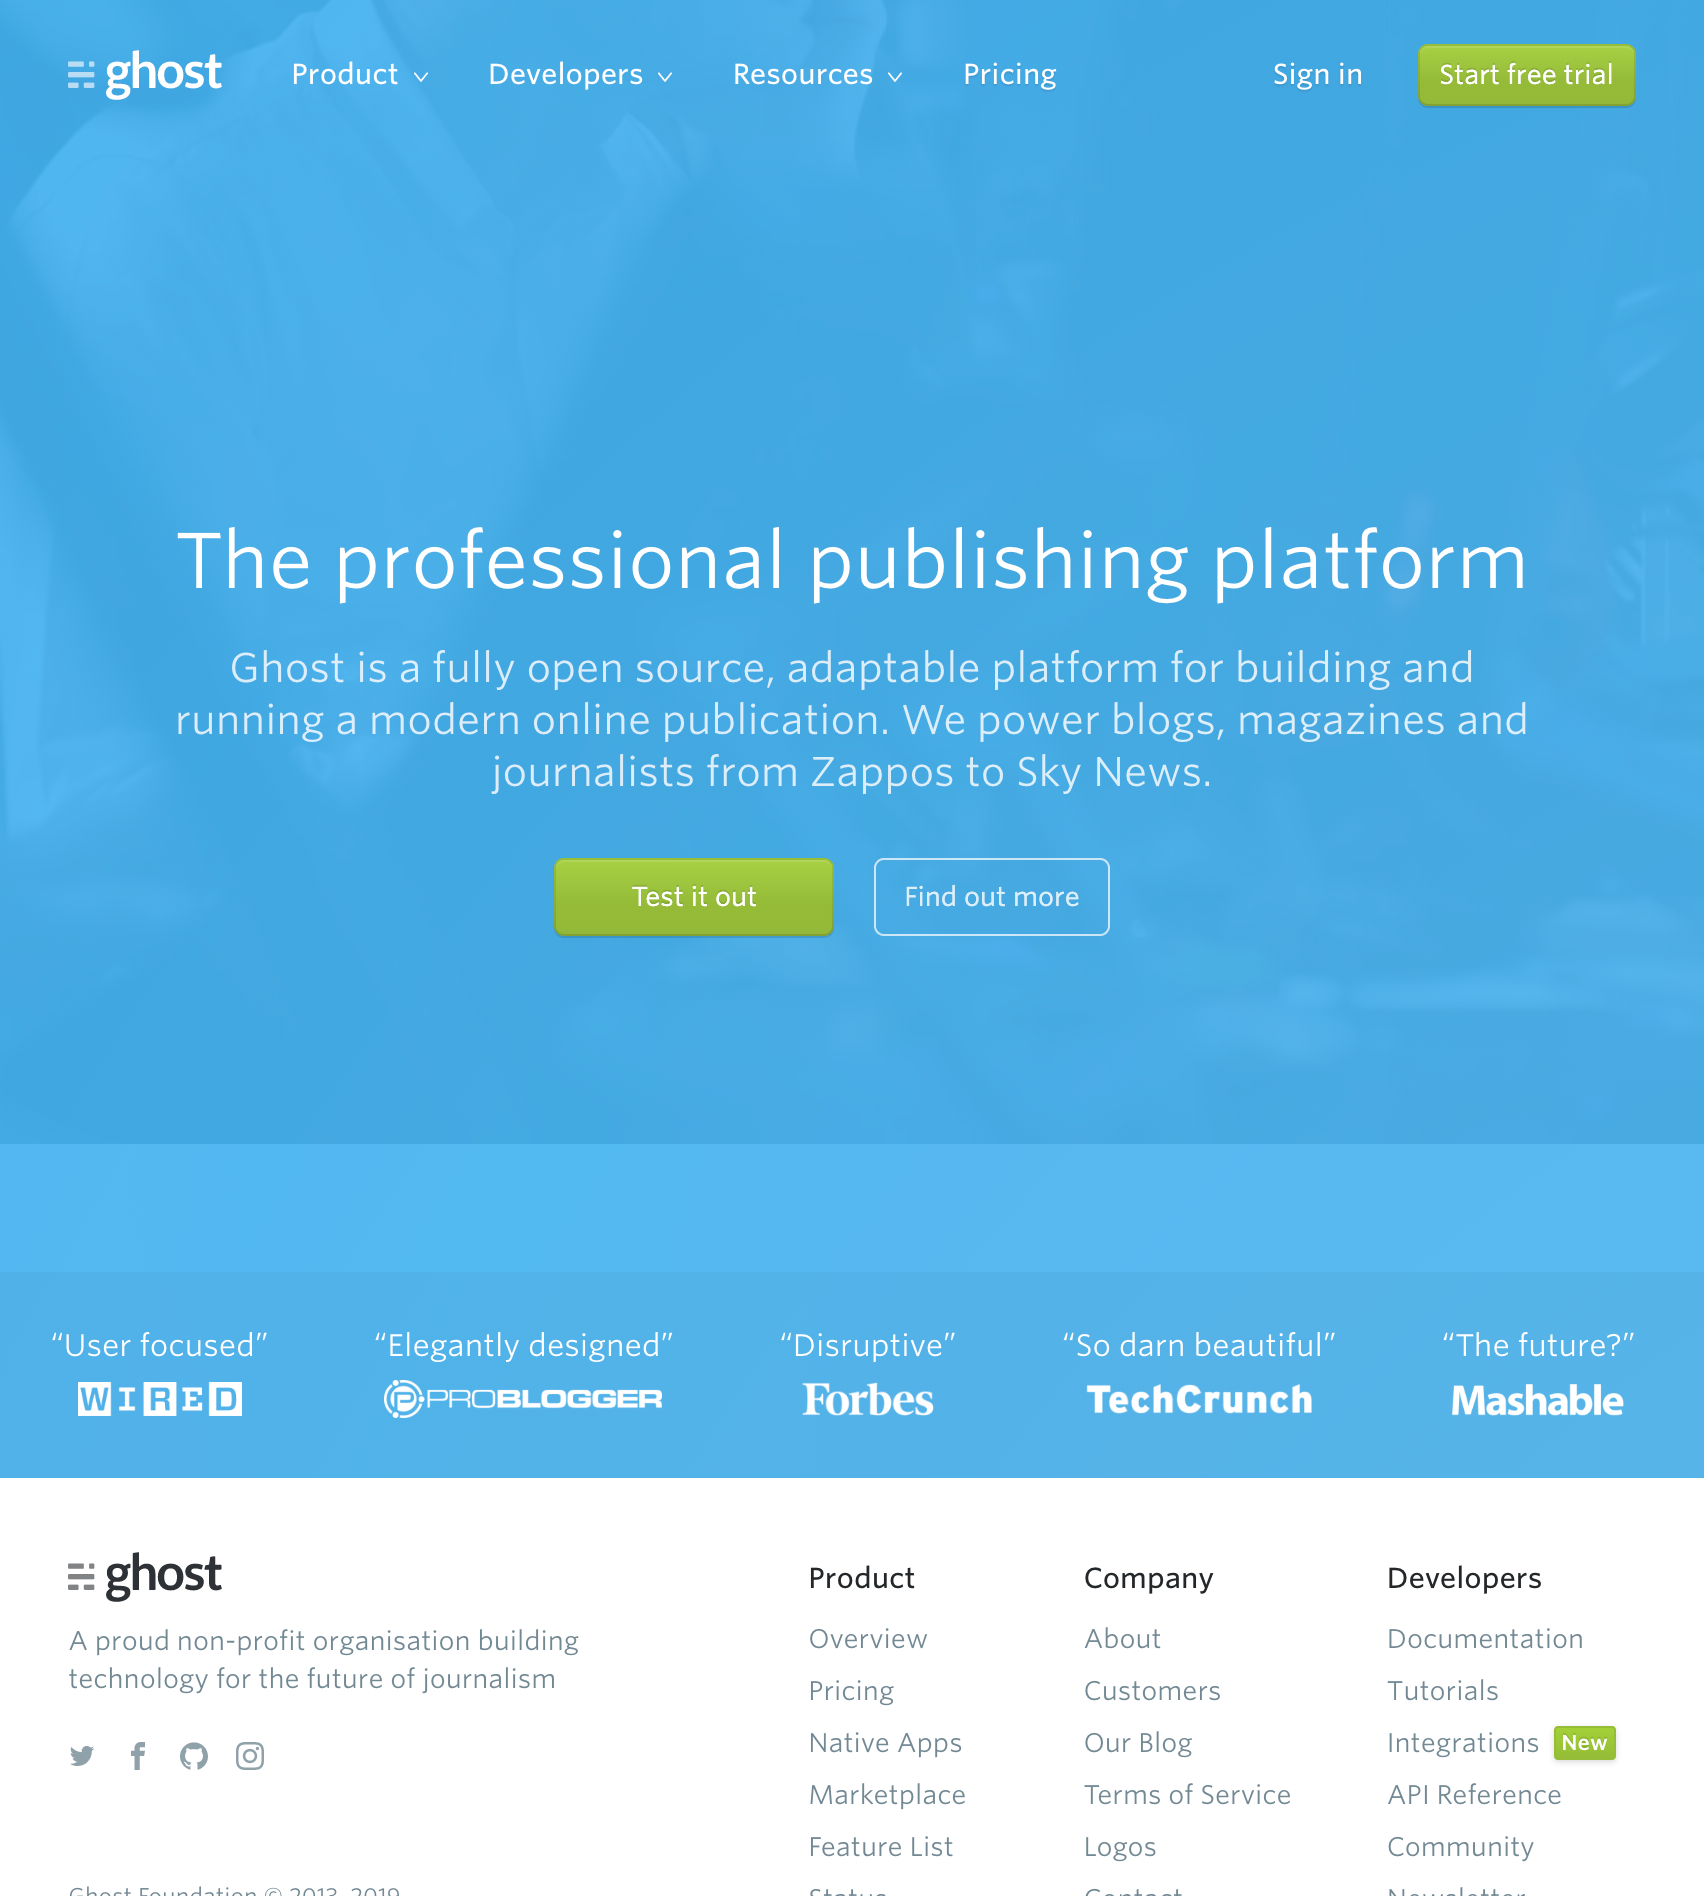 ghost
Product
Developers
Resources
Pricing
Sign in
Start free trial
The professional publishing platform
Ghost is a fully open source, adaptable platform for building and
running a modern online publication. We power blogs, magazines and
journalists from Zappos to Sky News.
Test it out
Find out more
“User focused”
WIRED
“Elegantly designed”
PROBLOGGER
“Disruptive”
Forbes
“So darn beautiful”
TechCrunch
“The future?”
Mashable
ghost
A proud non-profit organisation building
technology for the future of journalism
Product
Overview
Pricing
Native Apps
Marketplace
Feature List
Status
Company
About
Customers
Our Blog
Terms of Service
Logos
Contact
Developers
Documentation
Tutorials
Integrations New
API Reference
Community
Newsletter
Ghost Foundation © 2013–2019